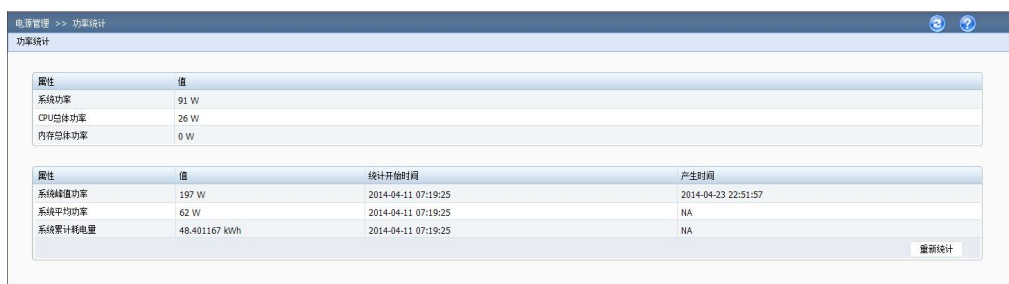 电源管理 >> 功率统计
功率统计
属性 值
系统功率 91 W
CPU总体功率 26 W
内存总体功率 0 W
属性 值 统计开始时间 产生时间
系统峰值功率 197 W 2014-04-11 07:19:25 2014-04-23 22:51:57
系统平均功率 62 W 2014-04-11 07:19:25 NA
系统累计耗电量 48.401167 kWh 2014-04-11 07:19:25 NA
重新统计